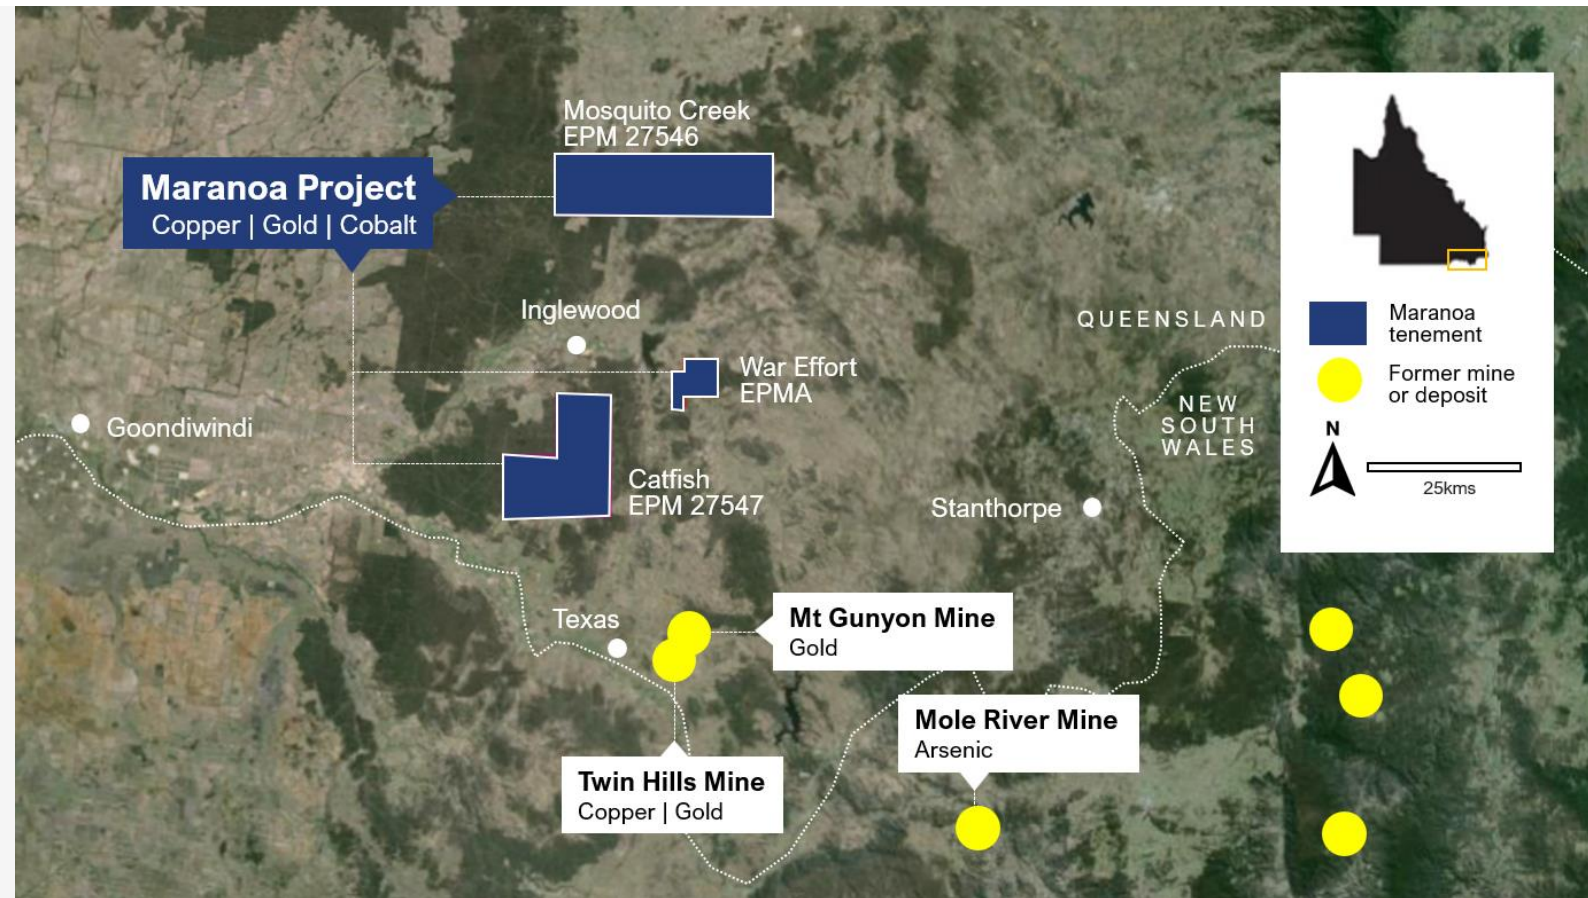 Mosquito Creek
EPM 27546
Maranoa Project
Copper | Gold | Cobalt
Inglewood
QUEENSLAND
Maranoa
tenement
War Effort
EPMA
Former mine
or deposit
NEW
SOUTH
WALES
Goondiwindi
N
Catfish
EPM 27547
25kms
Stanthorpe
Texas
Mt Gunyon Mine
Gold
Mole River Mine
Arsenic
Twin Hills Mine
Copper | Gold